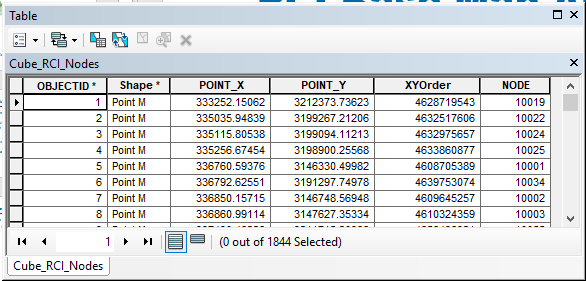 Table
Cube_RCI_Nodes
OBJECTID * Shape * POINT_X POINT_Y XYOrder NODE
1 Point M 333252.15062 3212373.73623 4628719543 10019
2 Point M 335035.94839 3199267.21206 4632517606 10022
3 Point M 335115.80538 3199094.11213 4632975657 10024
4 Point M 335256.67454 3198900.25568 4633860877 10025
5 Point M 336760.59376 3146330.49982 4608705389 10001
6 Point M 336792.62551 3191297.74978 4639753074 10034
7 Point M 336850.15715 3146748.56948 4609645257 10002
8 Point M 336860.99114 3147627.35334 4610324359 10003
1 (0 out of 1844 Selected)
Cube_RCI_Nodes